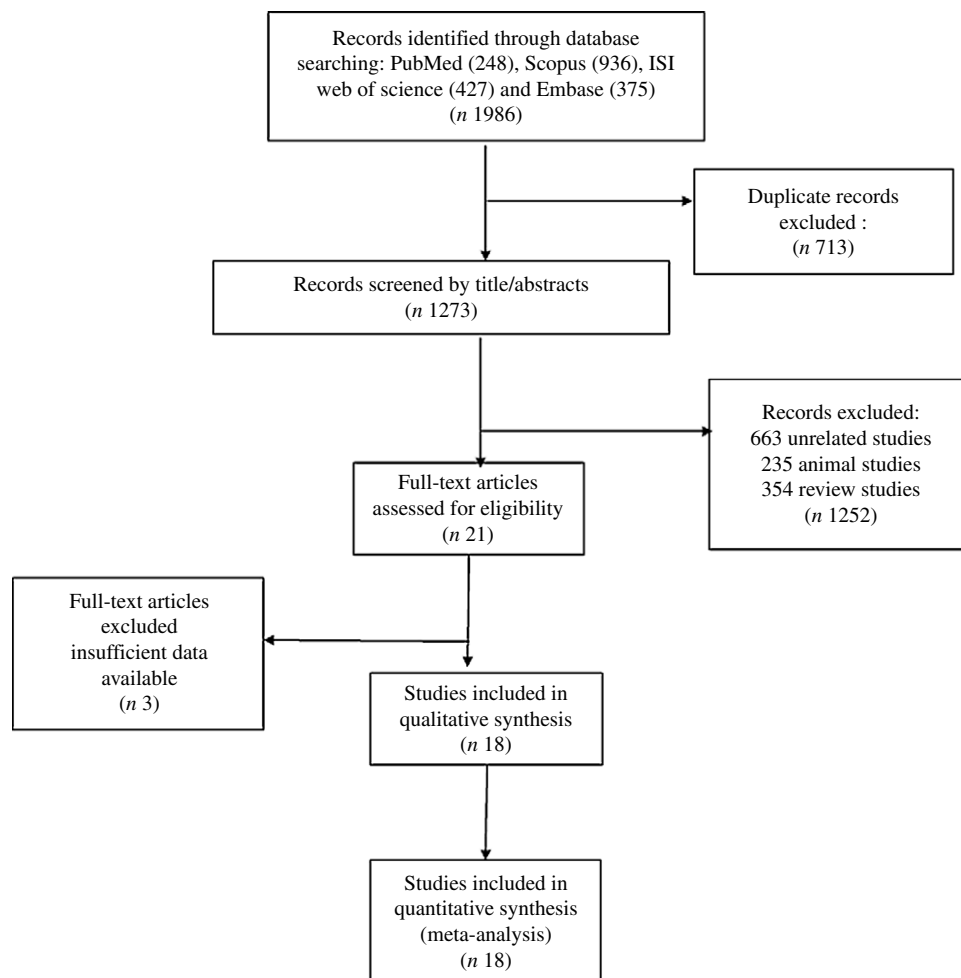 Records identified through database
searching: PubMed (248), Scopus (936), ISI
web of science (427) and Embase (375)
(n 1986)
Duplicate records
excluded :
(n 713)
Records screened by title/abstracts
(n 1273)
Records excluded:
663 unrelated studies
235 animal studies
354 review studies
(n 1252)
Full-text articles
assessed for eligibility
(n 21)
Full-text articles
excluded
insufficient data
available
(n 3)
Studies included in
qualitative synthesis
(n 18)
Studies included in
quantitative synthesis
(meta-analysis)
(n 18)